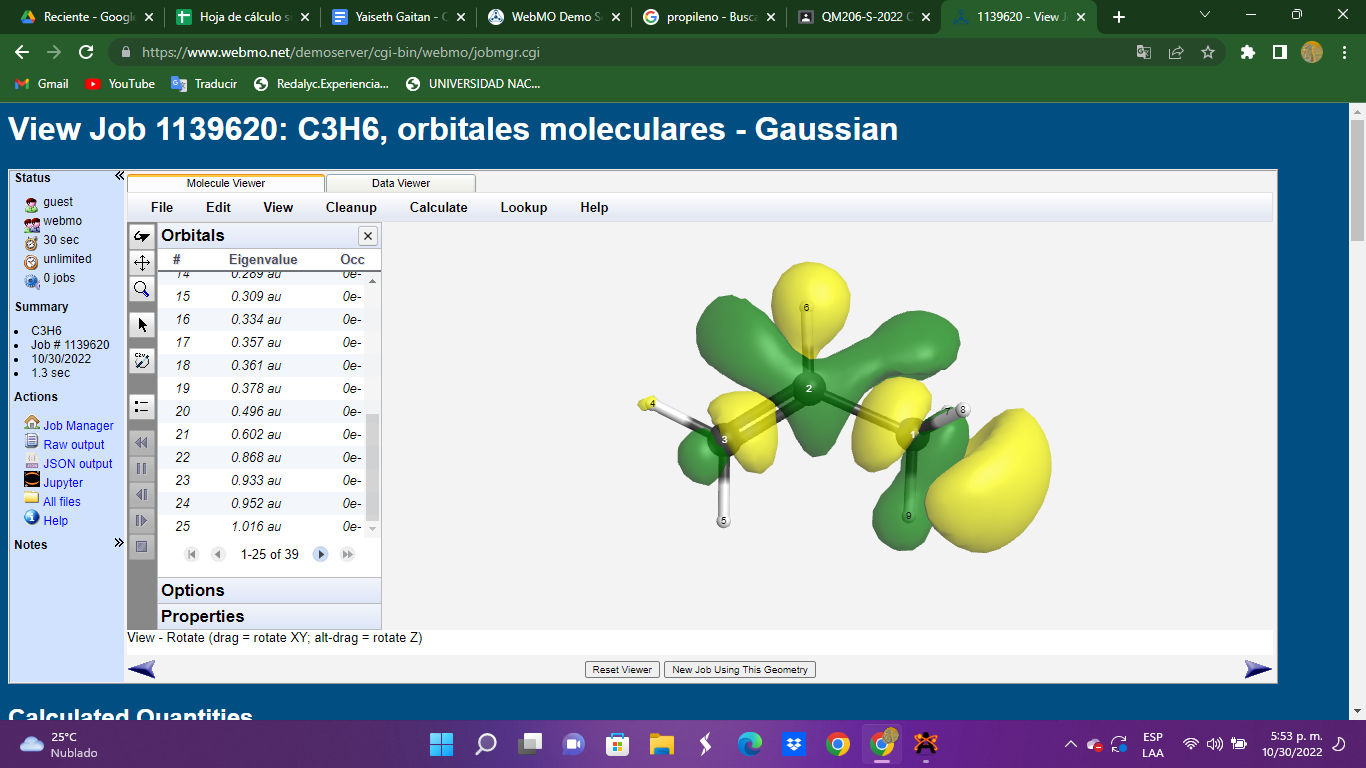 Reciente - Google
Hoja de cálculo si
Yaiseth Gaitan - C
WebMO Demo Se
propileno - Busca
QM206-S-2022 C
1139620 - View J
https://www.webmo.net/demoserver/cgi-bin/webmo/jobmgr.cgi
Gmail
YouTube
Traducir
Redalyc.Experiencia...
UNIVERSIDAD NAC...
View Job 1139620: C3H6, orbitales moleculares - Gaussian
Status
guest
webmo
30 sec
unlimited
0 jobs
Summary
C3H6
Job # 1139620
10/30/2022
1.3 sec
Actions
Job Manager
Raw output
JSON output
Jupyter
All files
Help
Notes
Molecule Viewer
Data Viewer
File Edit View Cleanup Calculate Lookup Help
Orbitals
# Eigenvalue Occ
14 0.289 au 0e-
15 0.309 au 0e-
16 0.334 au 0e-
17 0.357 au 0e-
18 0.361 au 0e-
19 0.378 au 0e-
20 0.496 au 0e-
21 0.602 au 0e-
22 0.868 au 0e-
23 0.933 au 0e-
24 0.952 au 0e-
25 1.016 au 0e-
1-25 of 39
Options
Properties
6
2
4
3
1
7
8
5
9
View - Rotate (drag = rotate XY; alt-drag = rotate Z)
Reset Viewer
New Job Using This Geometry
Calculated Quantities
25°C
Nublado
ESP
LAA
5:53 p. m.
10/30/2022